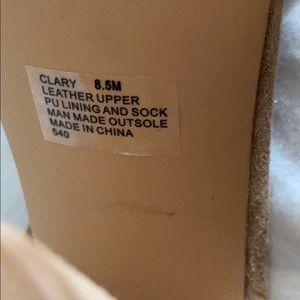 CLARY 8.5M
LEATHER UPPER
PU LINING AND SOCK
MAN MADE OUTSOLE
MADE IN CHINA
540